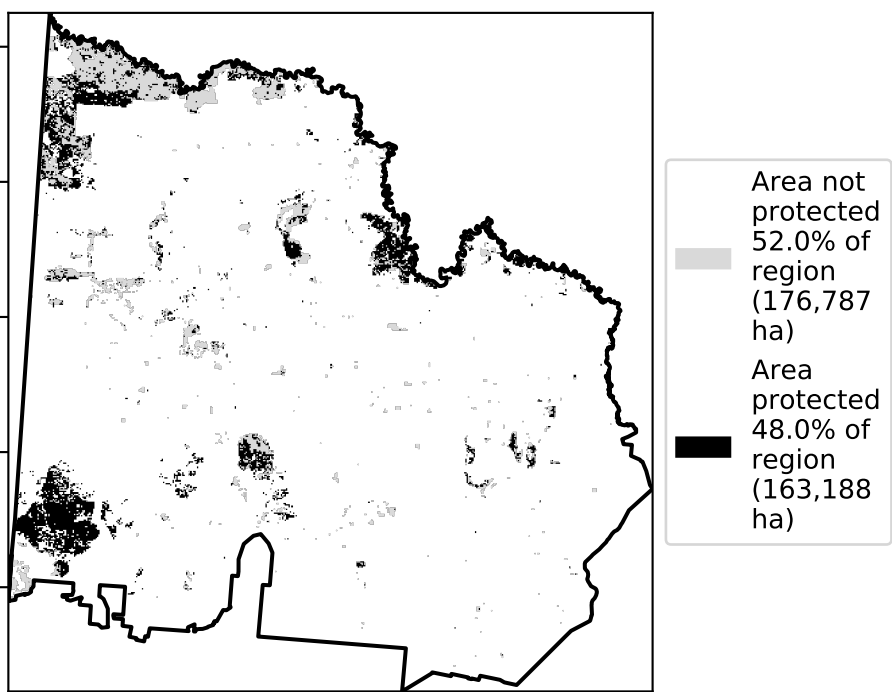 Area not
protected
52.0% of
region
(176,787
ha)
Area
protected
48.0% of
region
(163,188
ha)